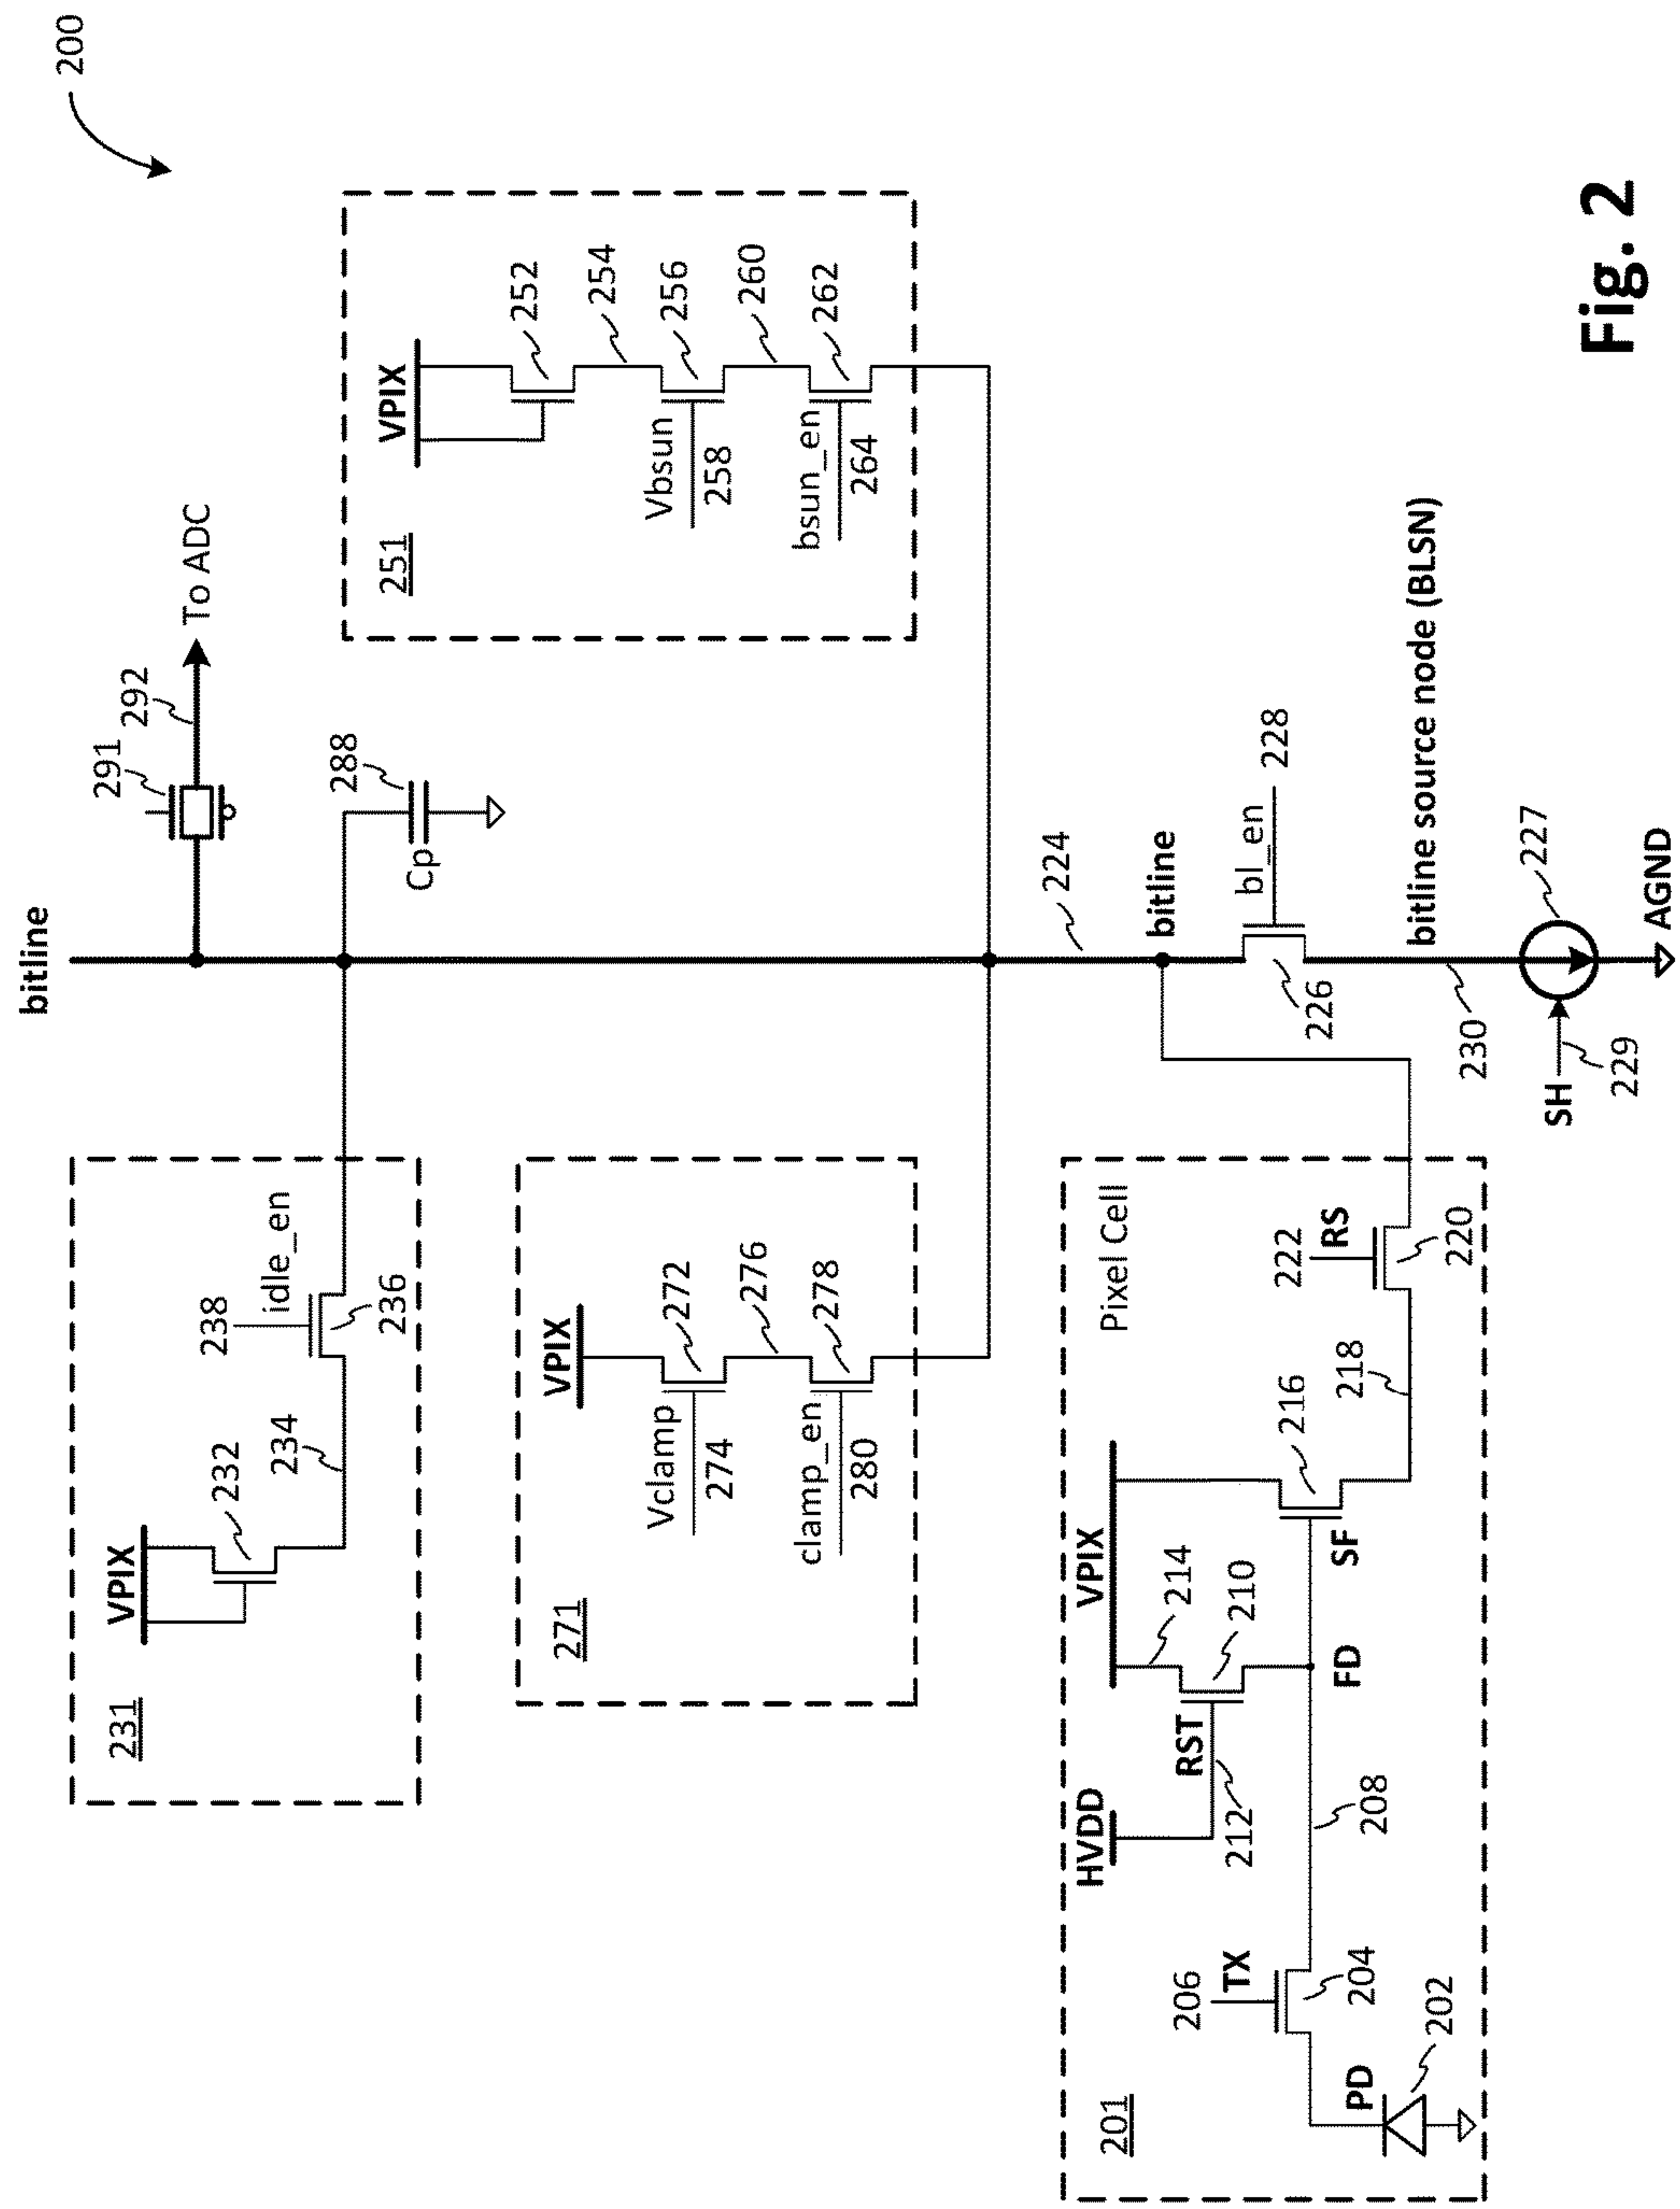 200
bitline
291
292
To ADC
231
VPIX
232
234
238
idle_en
236
288
Cp
251
VPIX
252
254
Vbsun
258
256
260
bsun_en
264
262
271
VPIX
Vclamp
274
272
276
clamp_en
280
278
224
bitline
bl_en
228
226
bitline source node (BLSN)
230
SH
229
227
AGND
201
Pixel Cell
HVDD
VPIX
214
RST
212
210
206
TX
204
PD
202
208
FD
SF
216
218
222
RS
220
Fig. 2